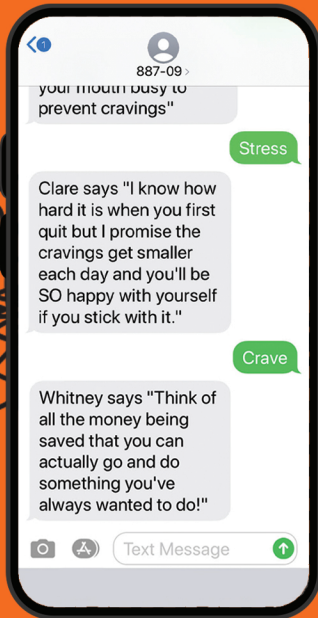 1
887-09
your mouth busy to
prevent cravings"
Stress
Clare says "I know how
hard it is when you first
quit but I promise the
cravings get smaller
each day and you'll be
SO happy with yourself
if you stick with it."
Crave
Whitney says "Think of
all the money being
saved that you can
actually go and do
something you've
always wanted to do!"
Text Message